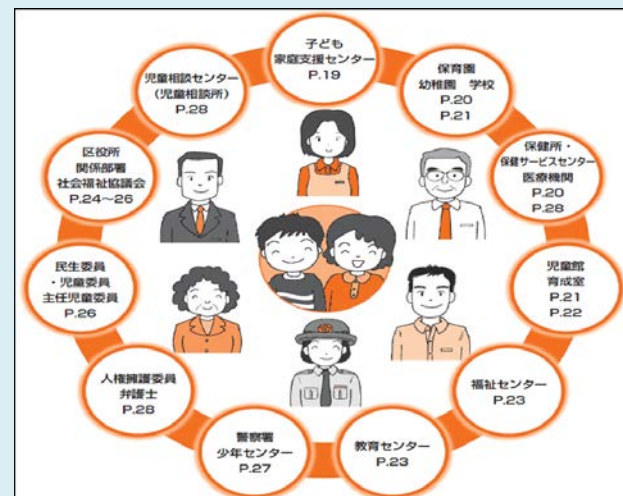 子ども
家庭支援センター
P.19
保育園
幼稚園　学校
P.20
P.21
保健所・
保健サービスセンター
医療機関
P.20
P.28
児童館
育成室
P.21
P.22
福祉センター
P.23
教育センター
P.23
警察署
少年センター
P.27
人権擁護委員
弁護士
P.28
民生委員
・児童委員
主任児童委員
P.26
区役所
関係部署
社会福祉協議会
P.24～26
児童相談センター
（児童相談所）
P.28